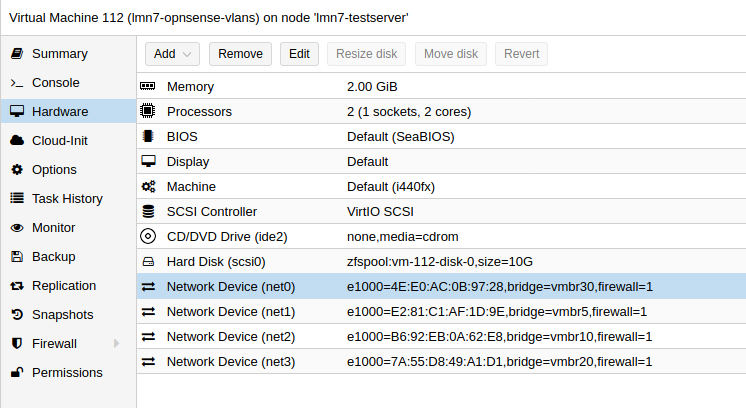 Virtual Machine 112 (lmn7-opnsense-vlans) on node 'lmn7-testserver'
Summary
Console
Hardware
Cloud-Init
Options
Task History
Monitor
Backup
Replication
Snapshots
Firewall
Permissions
Add Remove Edit Resize disk Move disk Revert
Memory 2.00 GiB
Processors 2 (1 sockets, 2 cores)
BIOS Default (SeaBIOS)
Display Default
Machine Default (i440fx)
SCSI Controller VirtIO SCSI
CD/DVD Drive (ide2) none,media=cdrom
Hard Disk (scsi0) zfspool:vm-112-disk-0,size=10G
Network Device (net0) e1000=4E:E0:AC:0B:97:28,bridge=vmbr30,firewall=1
Network Device (net1) e1000=E2:81:C1:AF:1D:9E,bridge=vmbr5,firewall=1
Network Device (net2) e1000=B6:92:EB:0A:62:E8,bridge=vmbr10,firewall=1
Network Device (net3) e1000=7A:55:D8:49:A1:D1,bridge=vmbr20,firewall=1